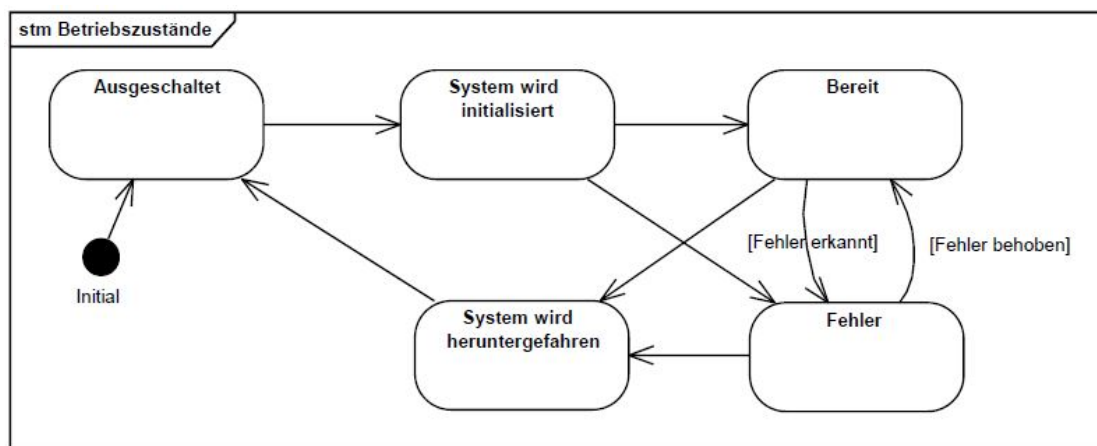 stm Betriebszustände
Ausgeschaltet
System wird
initialisiert
Bereit
[Fehler erkannt]
[Fehler behoben]
Initial
System wird
heruntergefahren
Fehler